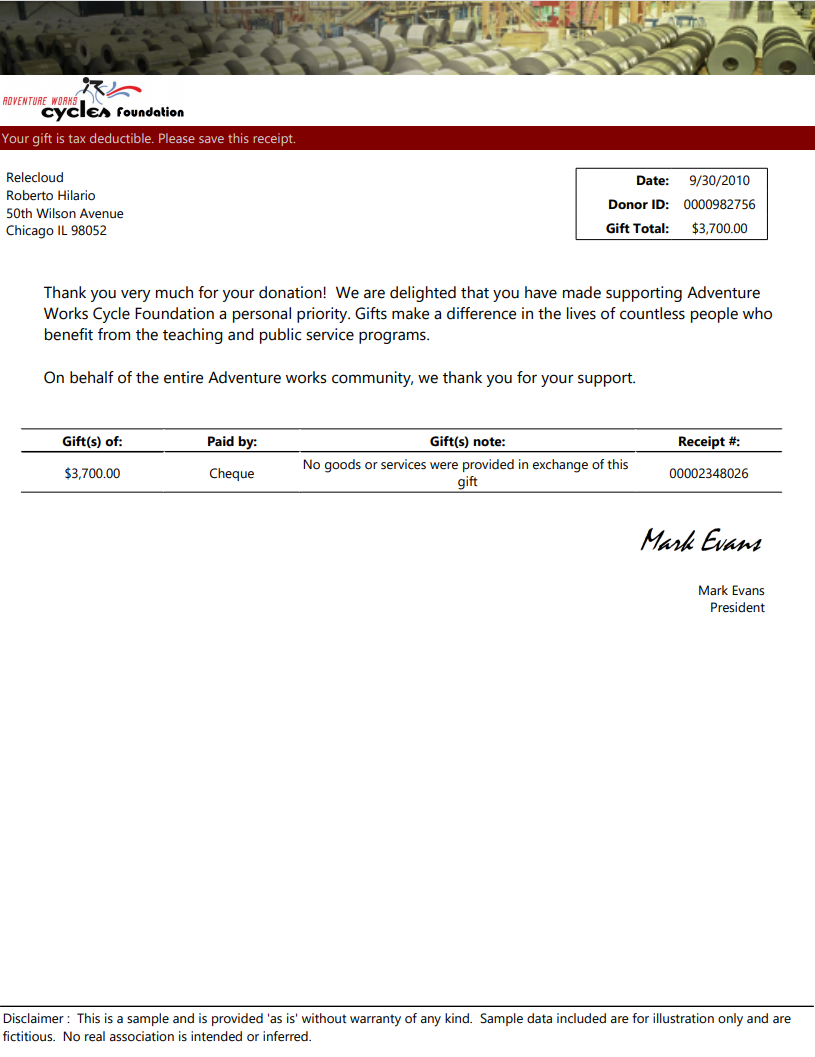 ADVENTURE WORKS
cycles Foundation
Your gift is tax deductible. Please save this receipt.
Relecloud
Roberto Hilario
50th Wilson Avenue
Chicago IL 98052
Date: 9/30/2010
Donor ID: 0000982756
Gift Total: $3,700.00
Thank you very much for your donation!  We are delighted that you have made supporting Adventure
Works Cycle Foundation a personal priority. Gifts make a difference in the lives of countless people who
benefit from the teaching and public service programs.
On behalf of the entire Adventure works community, we thank you for your support.
Gift(s) of: Paid by: Gift(s) note: Receipt #:
$3,700.00 Cheque No goods or services were provided in exchange of this gift 00002348026
Mark Evans
Mark Evans
President
Disclaimer :  This is a sample and is provided 'as is' without warranty of any kind.  Sample data included are for illustration only and are
fictitious.  No real association is intended or inferred.